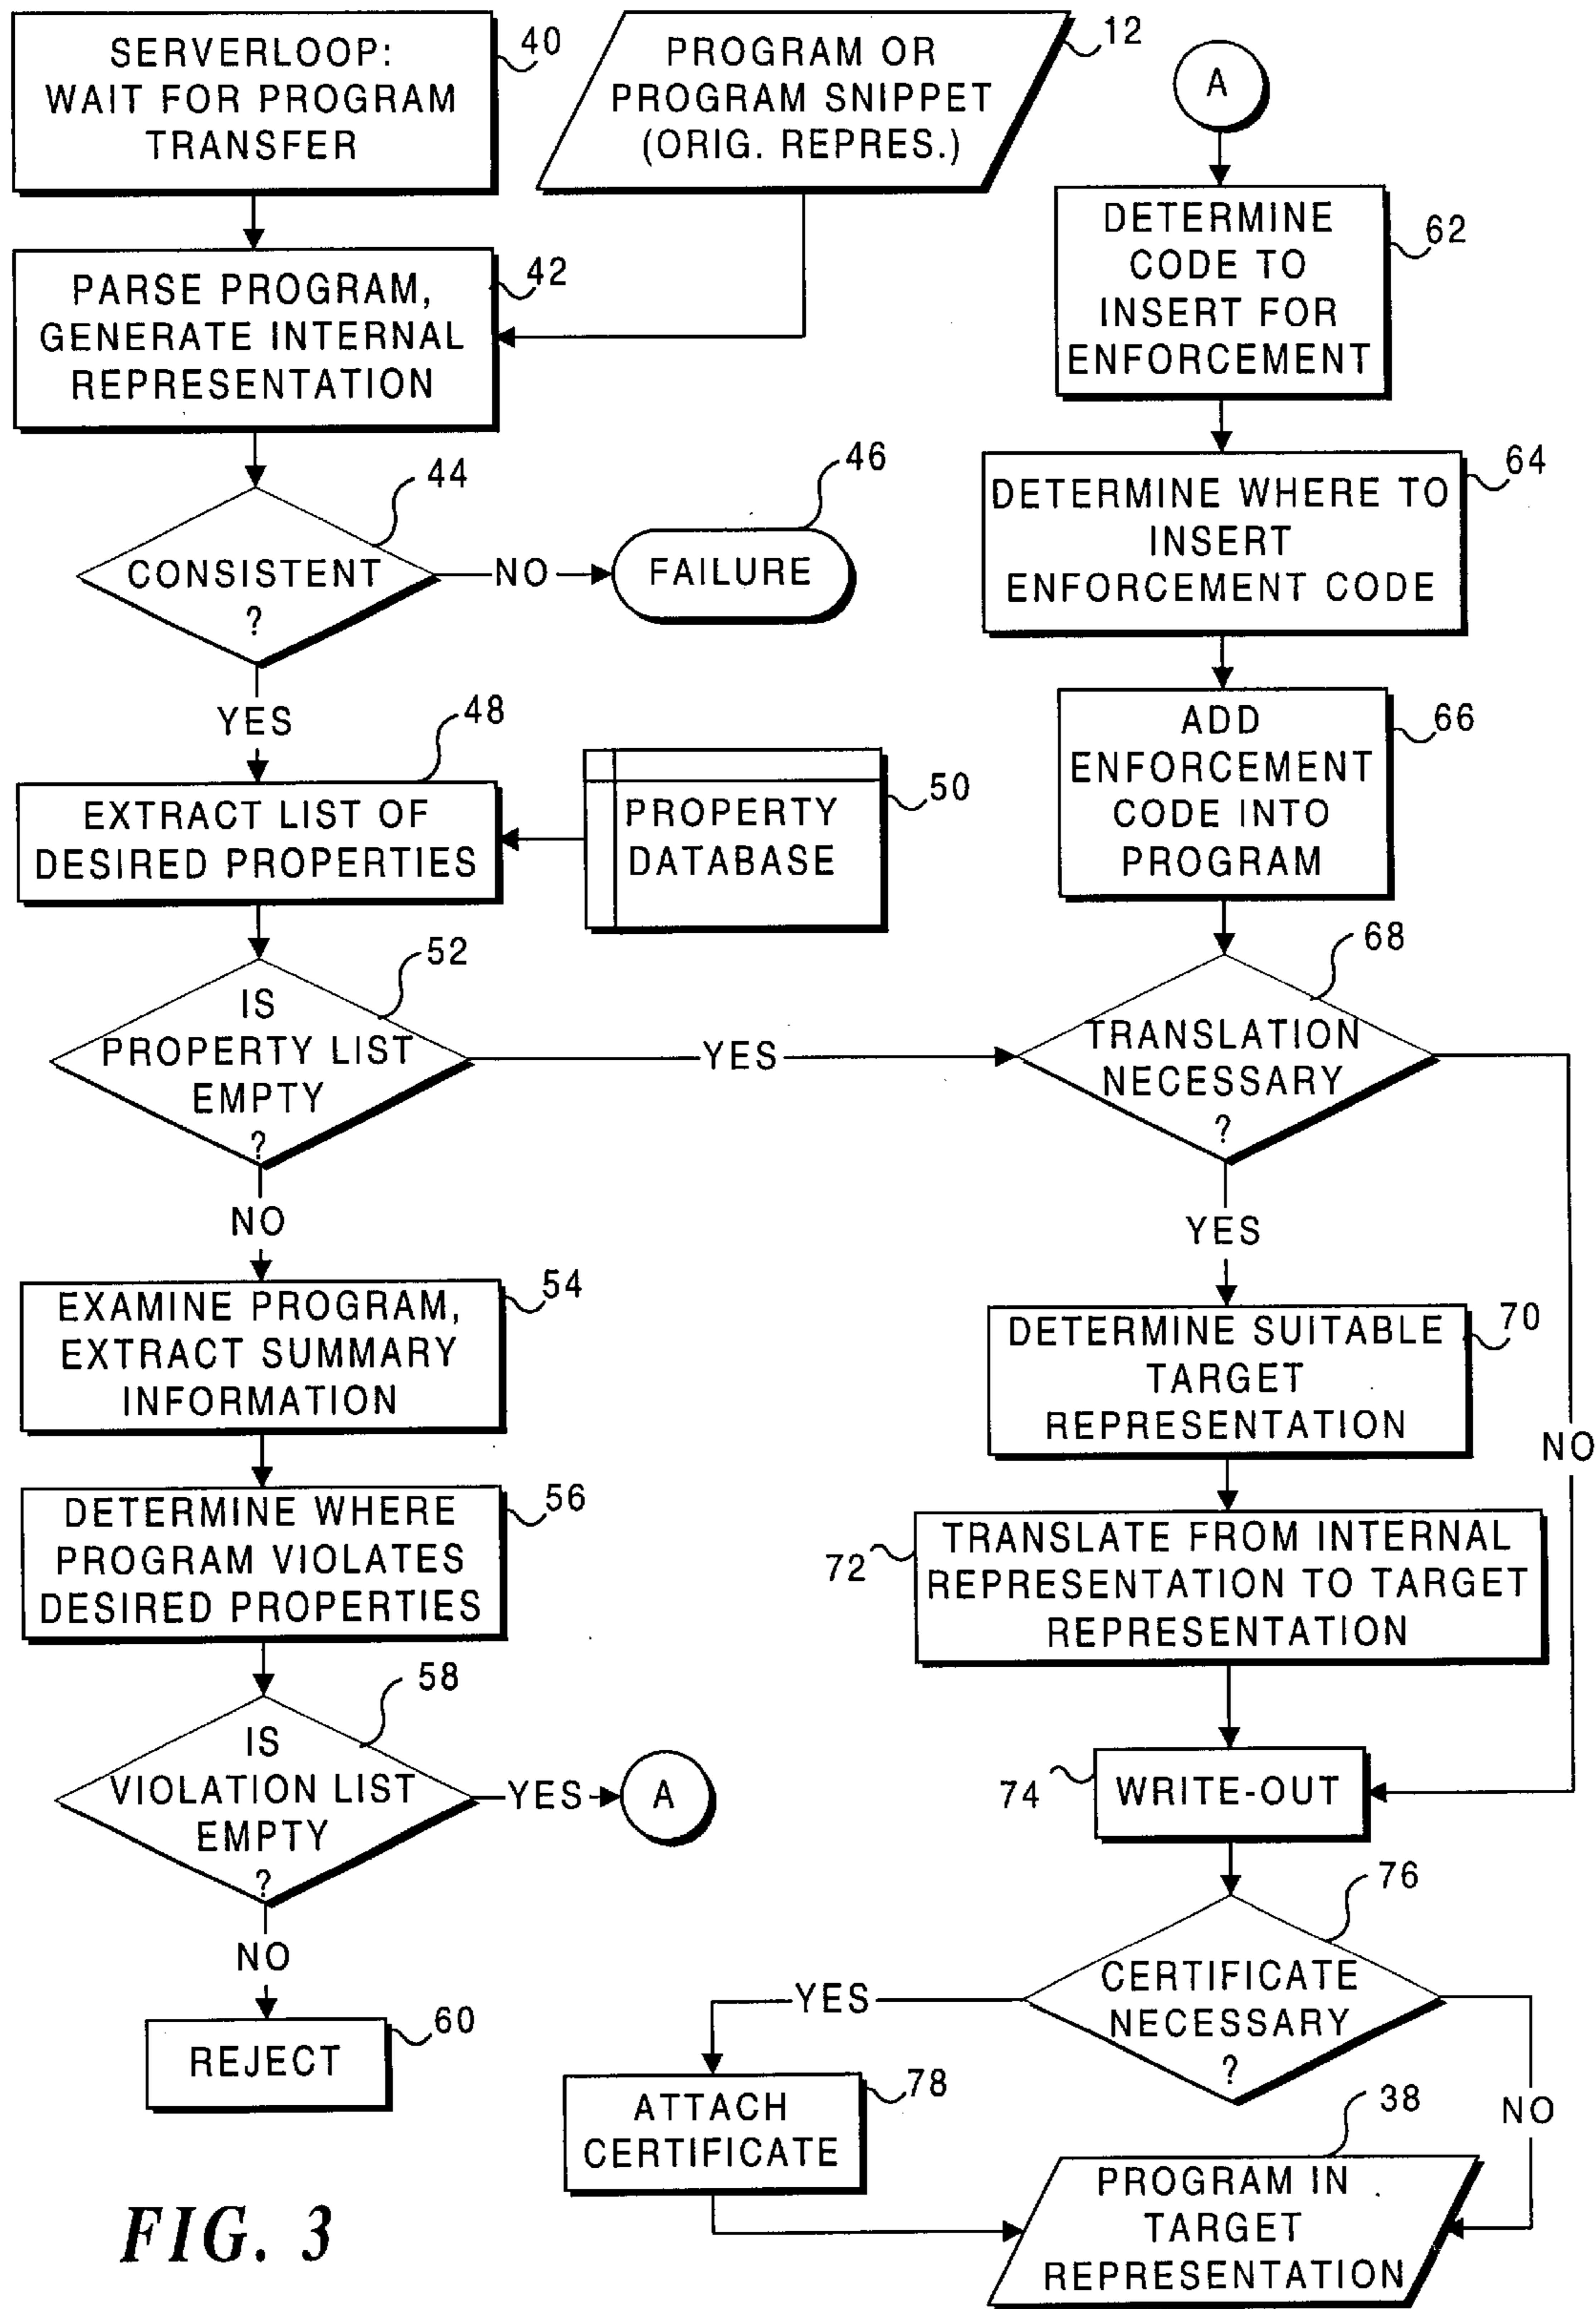 SERVERLOOP:
WAIT FOR PROGRAM
TRANSFER
40
PROGRAM OR
PROGRAM SNIPPET
(ORIG. REPRES.)
12
PARSE PROGRAM,
GENERATE INTERNAL
REPRESENTATION
42
CONSISTENT
?
44
NO
FAILURE
46
YES
EXTRACT LIST OF
DESIRED PROPERTIES
48
PROPERTY
DATABASE
50
IS
PROPERTY LIST
EMPTY
?
52
YES
NO
EXAMINE PROGRAM,
EXTRACT SUMMARY
INFORMATION
54
DETERMINE WHERE
PROGRAM VIOLATES
DESIRED PROPERTIES
56
IS
VIOLATION LIST
EMPTY
?
58
YES
A
NO
REJECT
60
A
DETERMINE
CODE TO
INSERT FOR
ENFORCEMENT
62
DETERMINE WHERE TO
INSERT
ENFORCEMENT CODE
64
ADD
ENFORCEMENT
CODE INTO
PROGRAM
66
TRANSLATION
NECESSARY
?
68
YES
NO
DETERMINE SUITABLE
TARGET
REPRESENTATION
70
TRANSLATE FROM INTERNAL
REPRESENTATION TO TARGET
REPRESENTATION
72
WRITE-OUT
74
CERTIFICATE
NECESSARY
?
76
YES
NO
ATTACH
CERTIFICATE
78
PROGRAM IN
TARGET
REPRESENTATION
38
FIG. 3